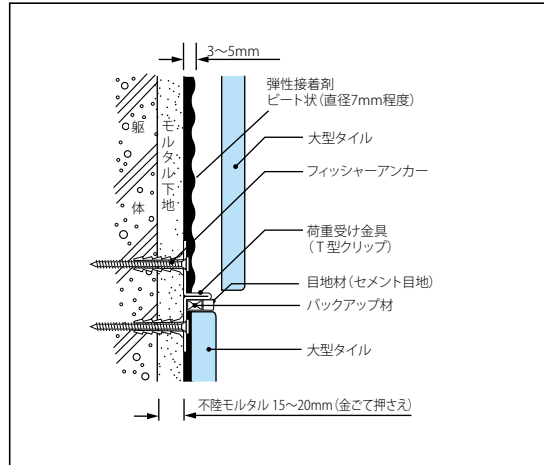 3〜5mm
弾性接着剤
ビート状（直径7mm程度）
大型タイル
フィッシャーアンカー
荷重受け金具
（T型クリップ）
目地材（セメント目地）
バックアップ材
大型タイル
躯体
モルタル下地
不陸モルタル 15〜20mm（金ごて押さえ）